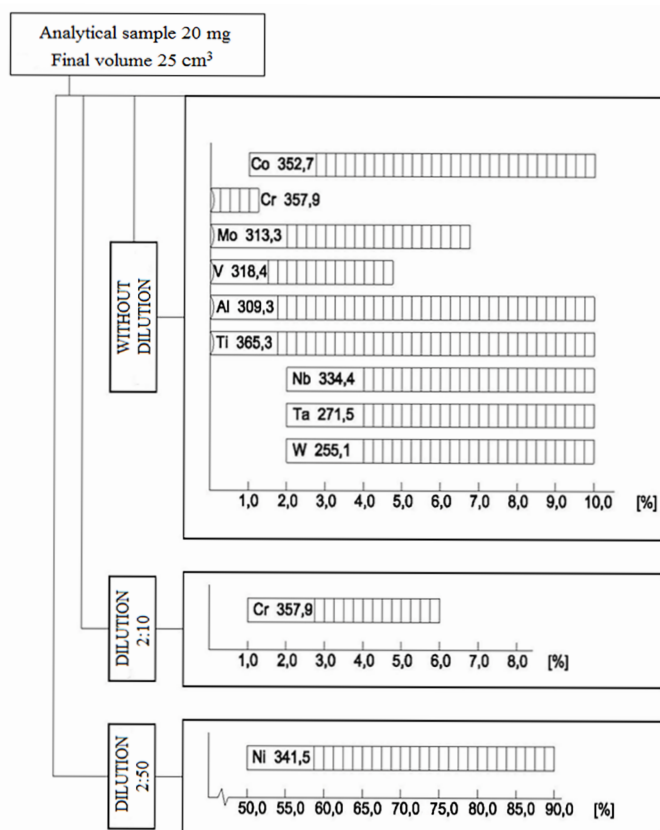 Analytical sample 20 mg
Final volume 25 cm³
WITHOUT
DILUTION
Co 352,7
Cr 357,9
Mo 313,3
V 318,4
Al 309,3
Ti 365,3
Nb 334,4
Ta 271,5
W 255,1
1,0 2,0 3,0 4,0 5,0 6,0 7,0 8,0 9,0 10,0 [%]
DILUTION
2:10
Cr 357,9
1,0 2,0 3,0 4,0 5,0 6,0 7,0 8,0 [%]
DILUTION
2:50
Ni 341,5
50,0 55,0 60,0 65,0 70,0 75,0 80,0 85,0 90,0 [%]